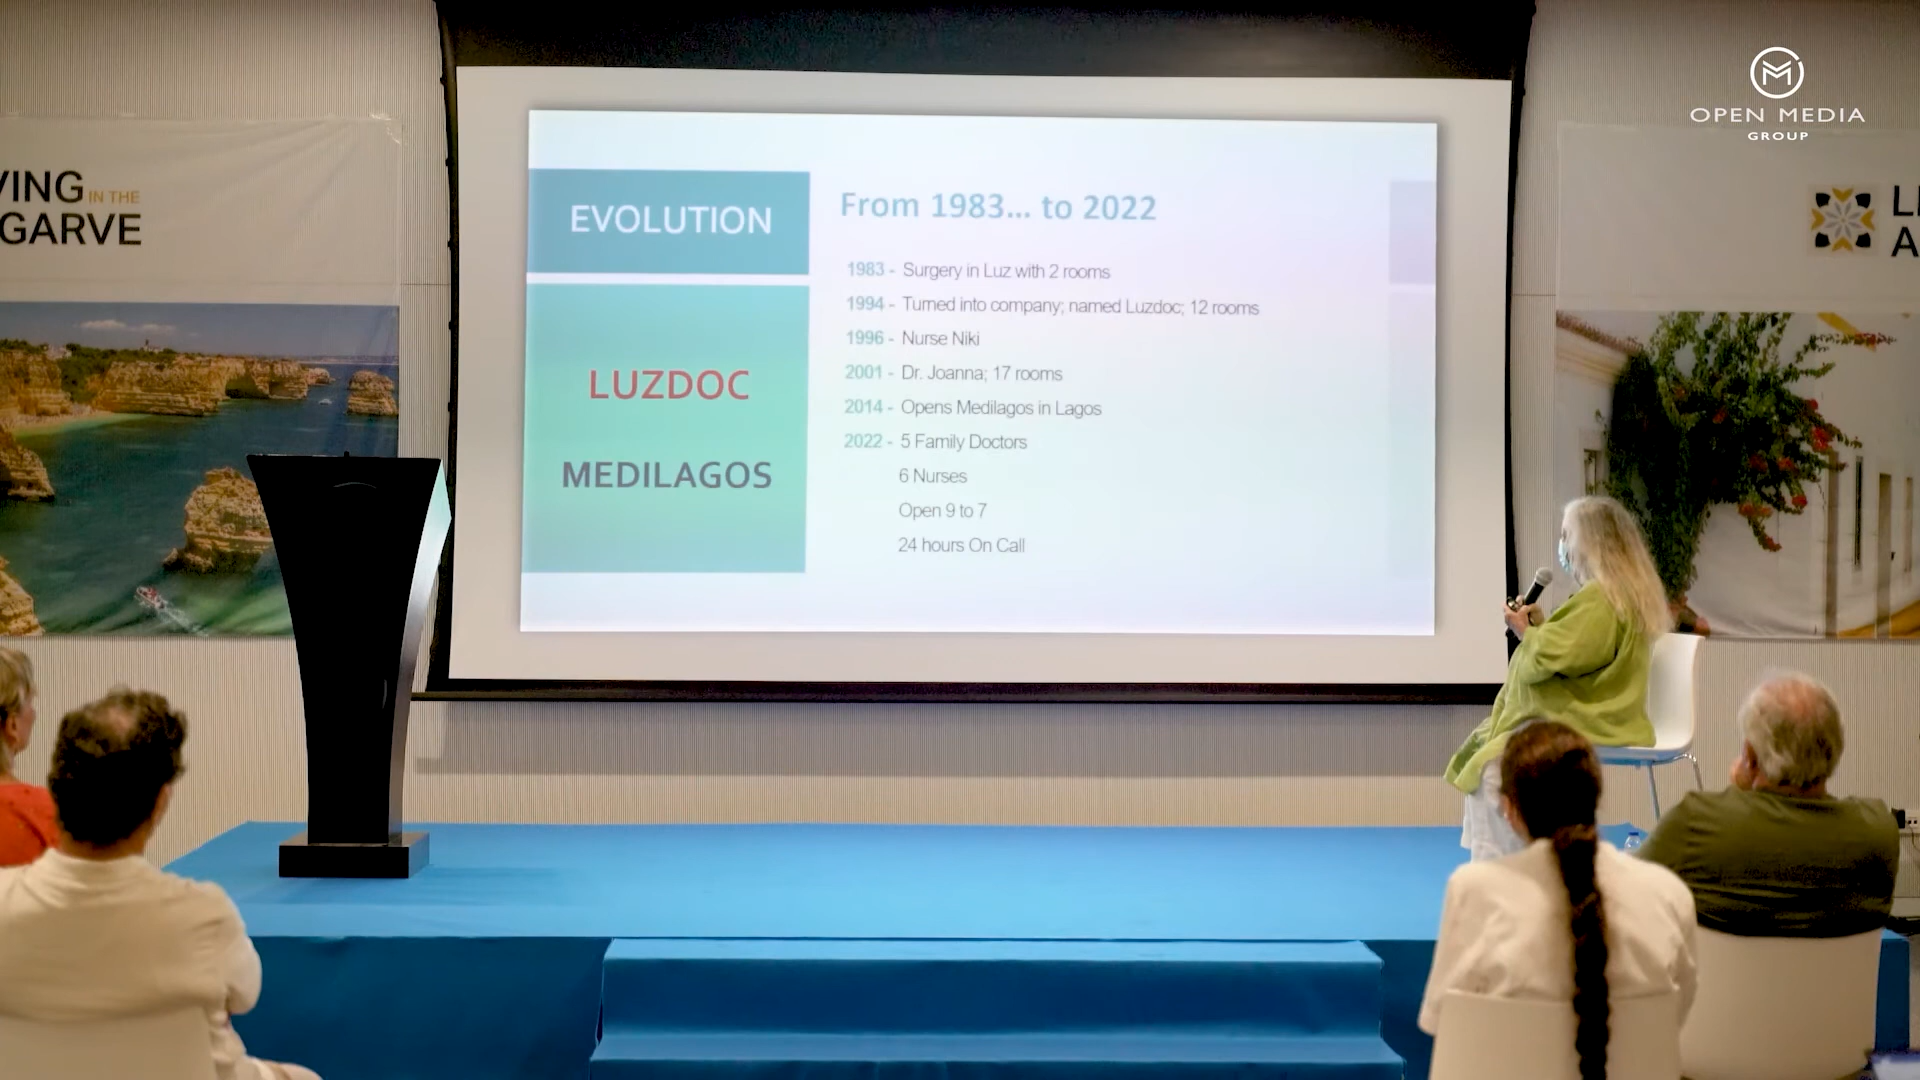 OPEN MEDIA
GROUP
VING IN THE
GARVE
EVOLUTION
LUZDOC
MEDILAGOS
From 1983... to 2022
1983 - Surgery in Luz with 2 rooms
1994 - Turned into company; named Luzdoc; 12 rooms
1996 - Nurse Niki
2001 - Dr. Joanna; 17 rooms
2014 - Opens Medilagos in Lagos
2022 - 5 Family Doctors
6 Nurses
Open 9 to 7
24 hours On Call
LI
A